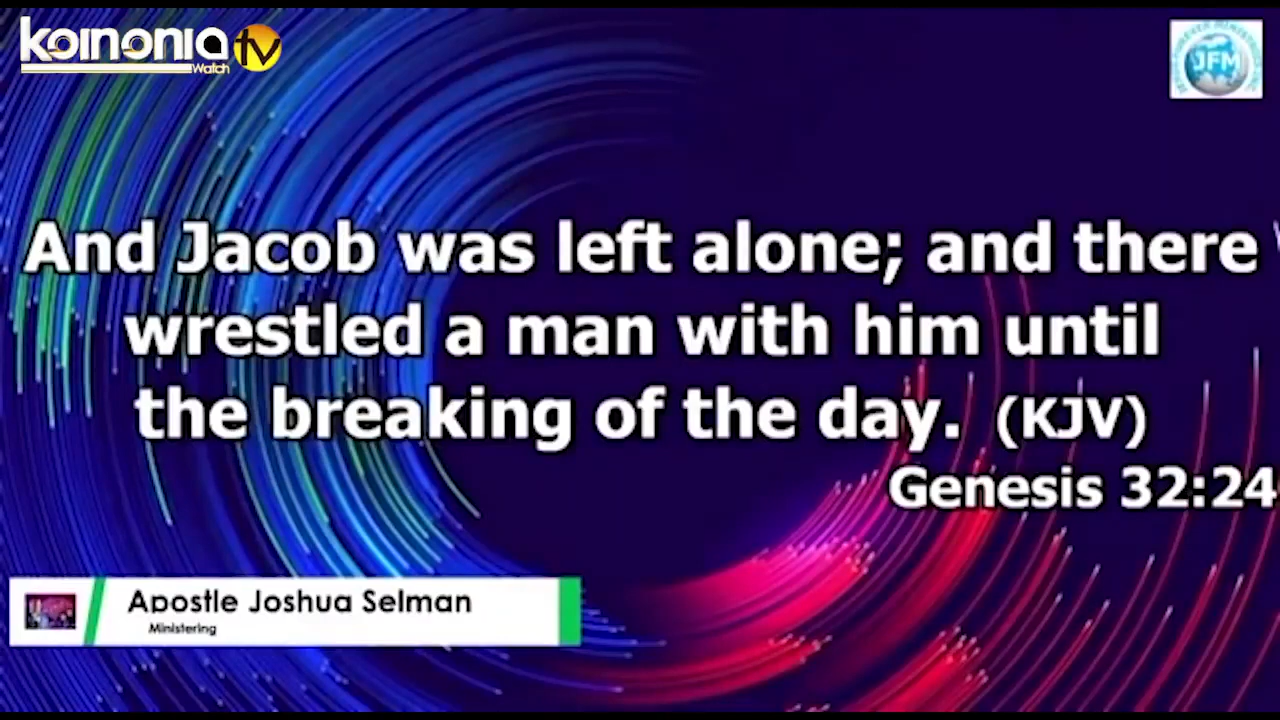 koinonia tv
Watch
JFM
And Jacob was left alone; and there
wrestled a man with him until
the breaking of the day. (KJV)
Genesis 32:24
Apostle Joshua Selman
Ministering